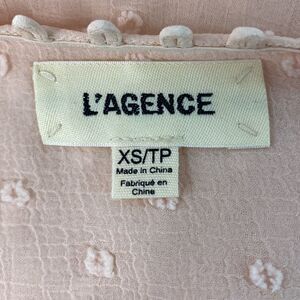 L'AGENCE
XS/TP
Made in China
Fabriqué en
Chine